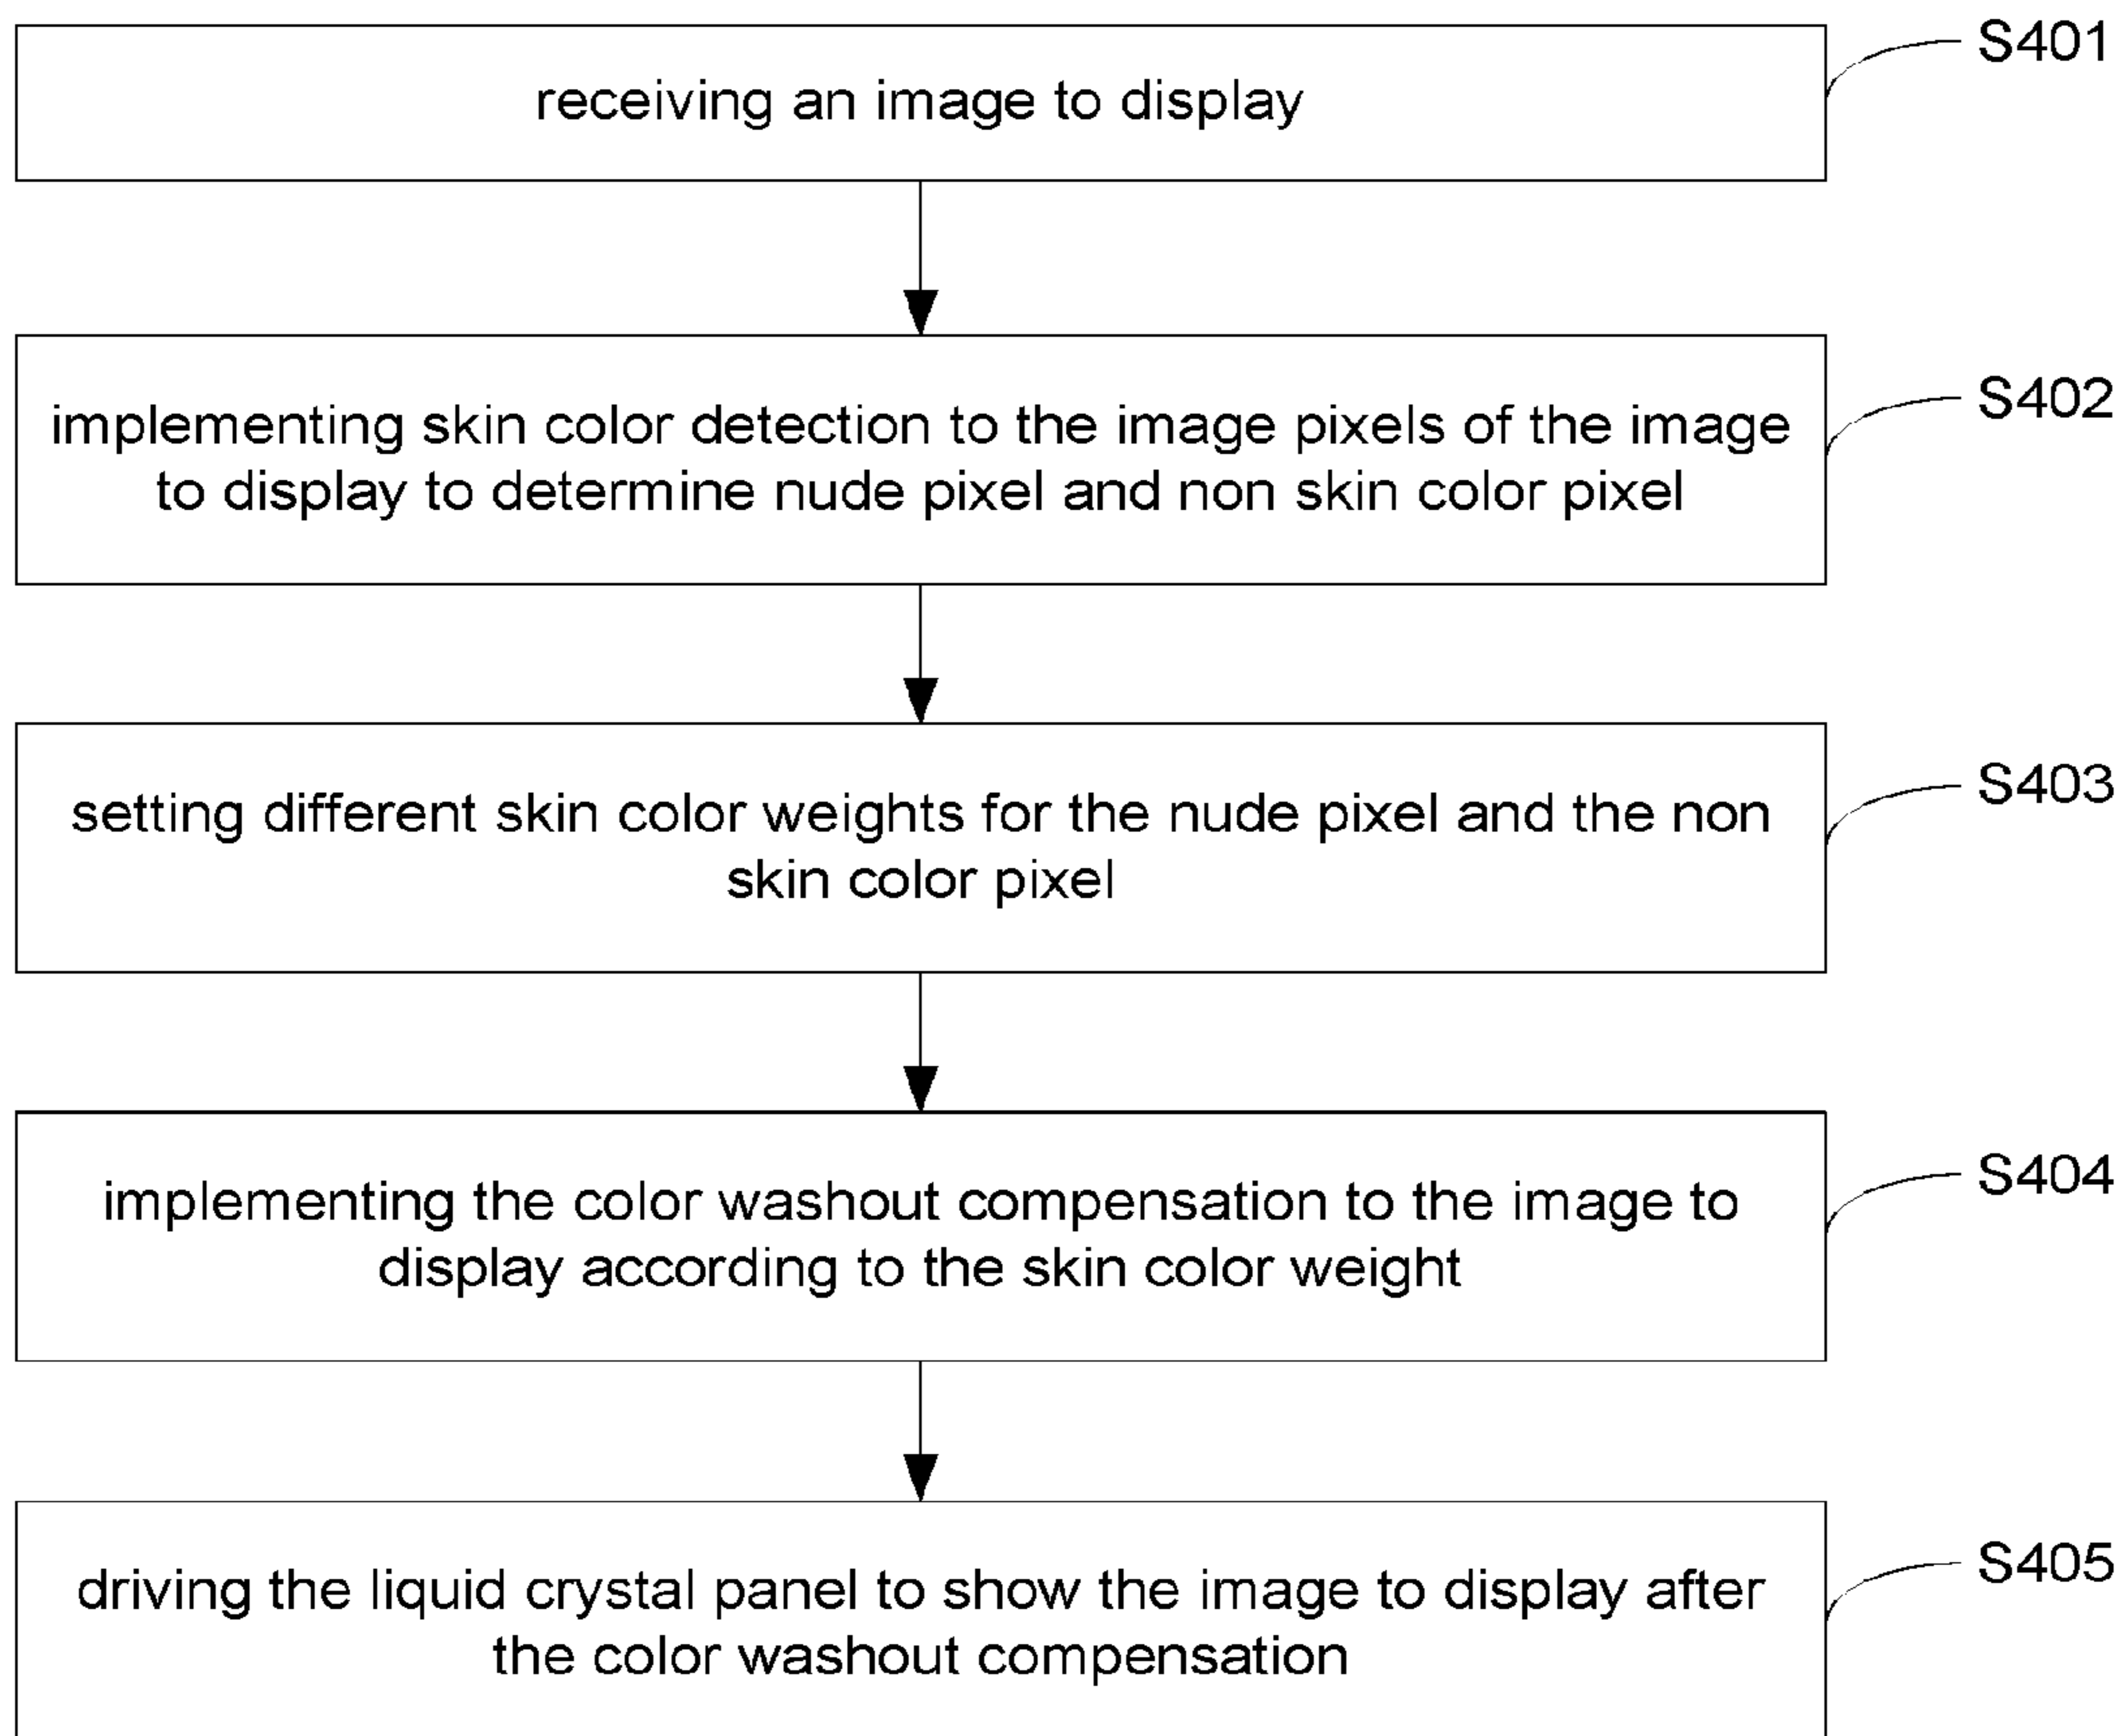 receiving an image to display
S401
implementing skin color detection to the image pixels of the image
to display to determine nude pixel and non skin color pixel
S402
setting different skin color weights for the nude pixel and the non
skin color pixel
S403
implementing the color washout compensation to the image to
display according to the skin color weight
S404
driving the liquid crystal panel to show the image to display after
the color washout compensation
S405